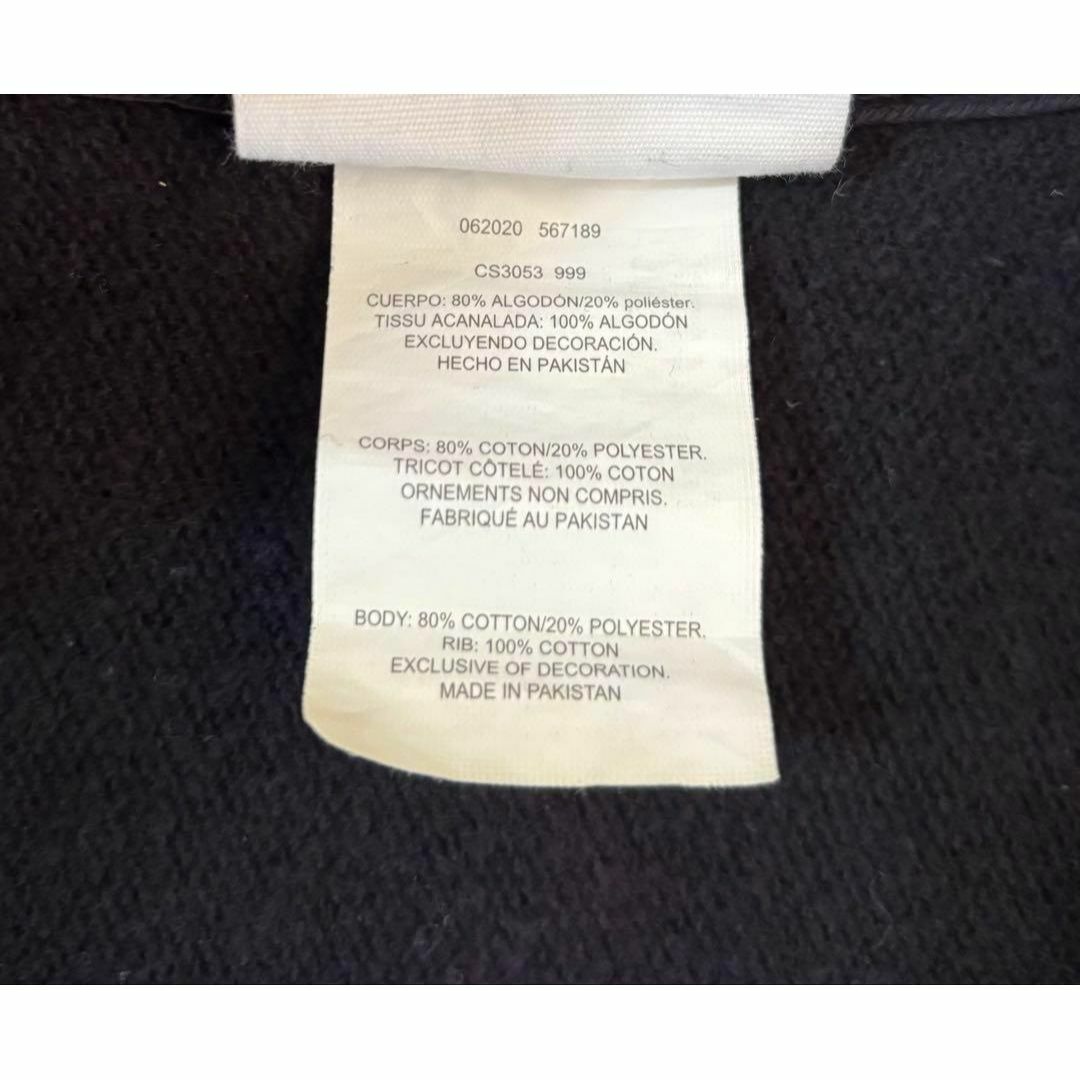 062020 567189
CS3053 999
CUERPO: 80% ALGODÓN/20% poliéster.
TISSU ACANALADA: 100% ALGODÓN
EXCLUYENDO DECORACIÓN.
HECHO EN PAKISTÁN
CORPS: 80% COTON/20% POLYESTER.
TRICOT CÔTELÉ: 100% COTON
ORNEMENTS NON COMPRIS.
FABRIQUÉ AU PAKISTAN
BODY: 80% COTTON/20% POLYESTER.
RIB: 100% COTTON
EXCLUSIVE OF DECORATION.
MADE IN PAKISTAN